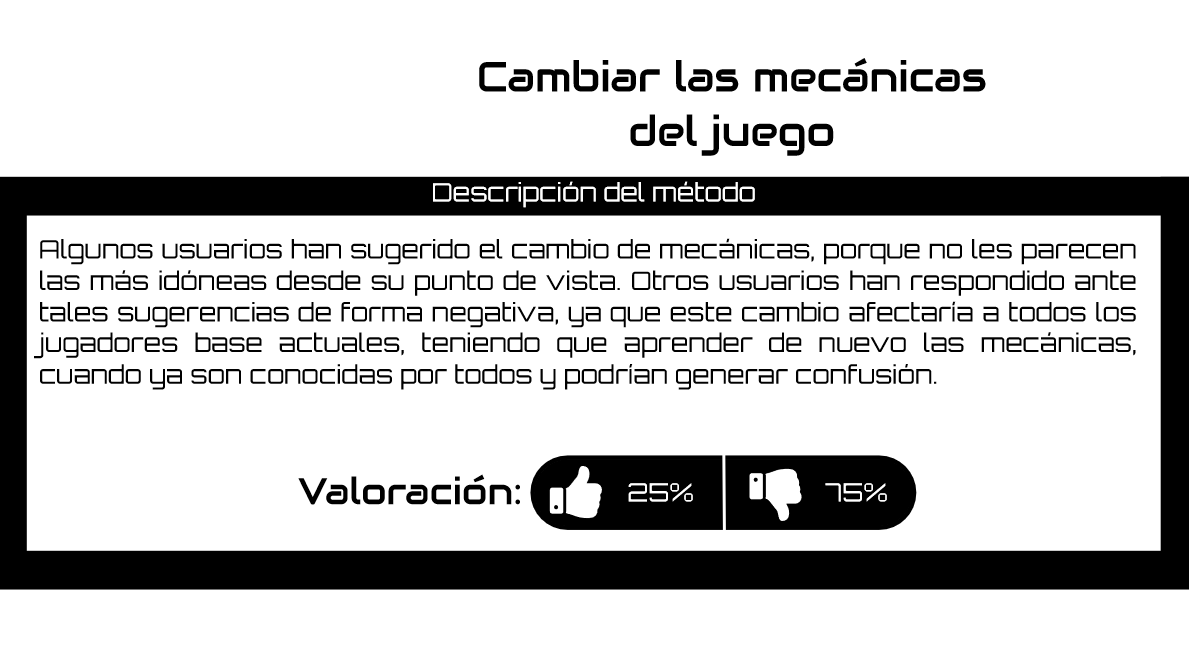 Cambiar las mecánicas
del juego
Descripción del método
Algunos usuarios han sugerido el cambio de mecánicas, porque no les parecen
las más idóneas desde su punto de vista. Otros usuarios han respondido ante
tales sugerencias de forma negativa, ya que este cambio afectaría a todos los
jugadores base actuales, teniendo que aprender de nuevo las mecánicas,
cuando ya son conocidas por todos y podrían generar confusión.
Valoración: 25% 75%